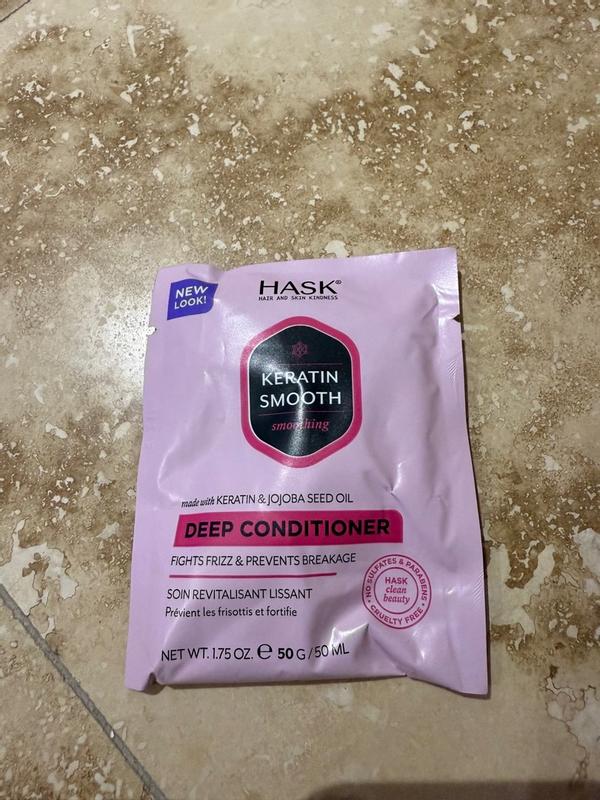 NEW
LOOK!
HASK®
HAIR AND SKIN KINDNESS
KERATIN
SMOOTH
smoothing
made with KERATIN & JOJOBA SEED OIL
DEEP CONDITIONER
FIGHTS FRIZZ & PREVENTS BREAKAGE
SOIN REVITALISANT LISSANT
Prévient les frisottis et fortifie
NO SULFATES & PARABENS
HASK
clean
beauty
CRUELTY FREE
NET WT. 1.75 OZ. ℮ 50 G / 50 ML